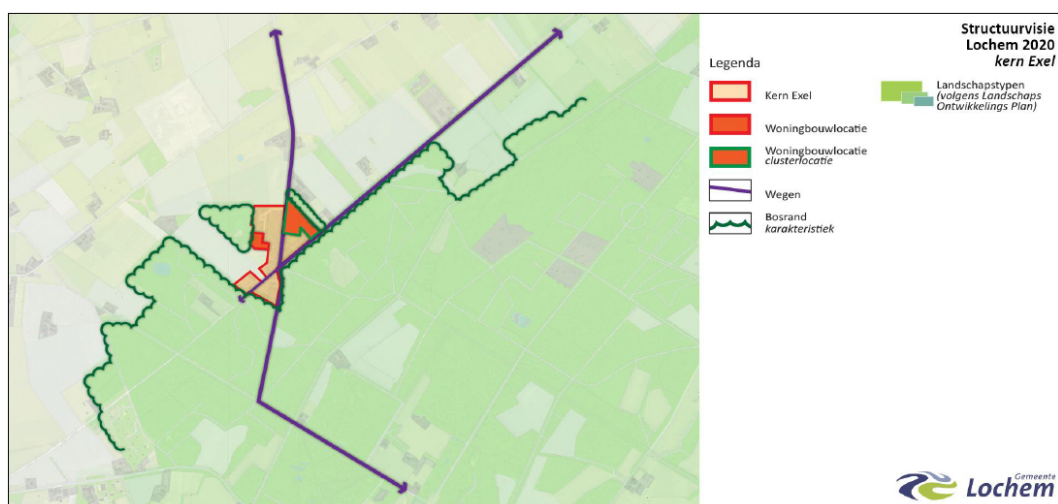 Structuurvisie
Lochem 2020
kern Exel
Legenda
Kern Exel
Woningbouwlocatie
Woningbouwlocatie
clusterlocatie
Wegen
Bosrand
karakteristiek
Landschapstypen
(volgens Landschaps
Ontwikkelings Plan)
Gemeente
Lochem